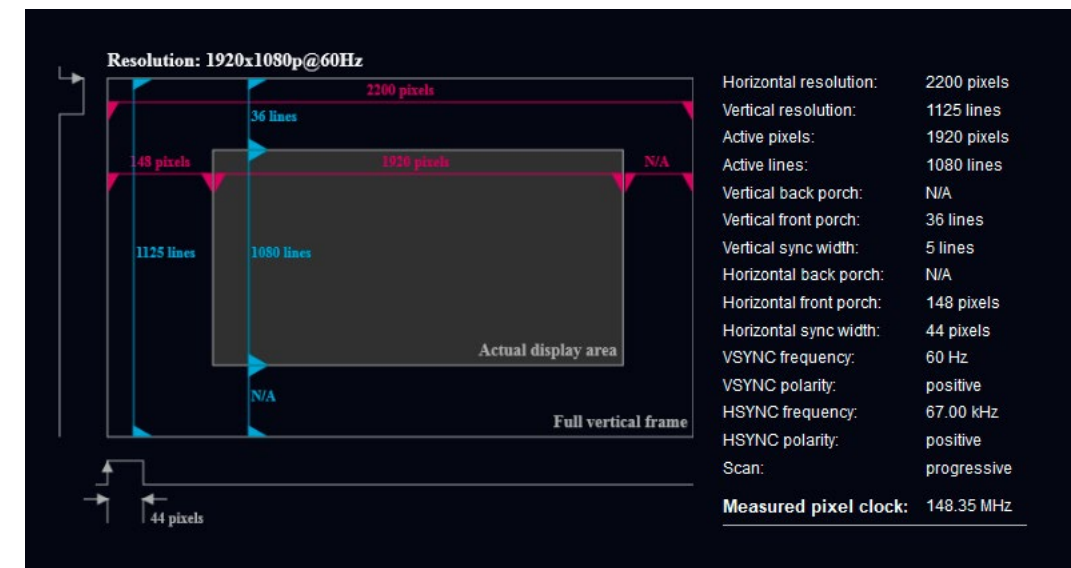 Resolution: 1920x1080p@60Hz
2200 pixels
36 lines
148 pixels
1920 pixels
N/A
1125 lines
1080 lines
Actual display area
N/A
Full vertical frame
44 pixels
Horizontal resolution: 2200 pixels
Vertical resolution: 1125 lines
Active pixels: 1920 pixels
Active lines: 1080 lines
Vertical back porch: N/A
Vertical front porch: 36 lines
Vertical sync width: 5 lines
Horizontal back porch: N/A
Horizontal front porch: 148 pixels
Horizontal sync width: 44 pixels
VSYNC frequency: 60 Hz
VSYNC polarity: positive
HSYNC frequency: 67.00 kHz
HSYNC polarity: positive
Scan: progressive
Measured pixel clock: 148.35 MHz